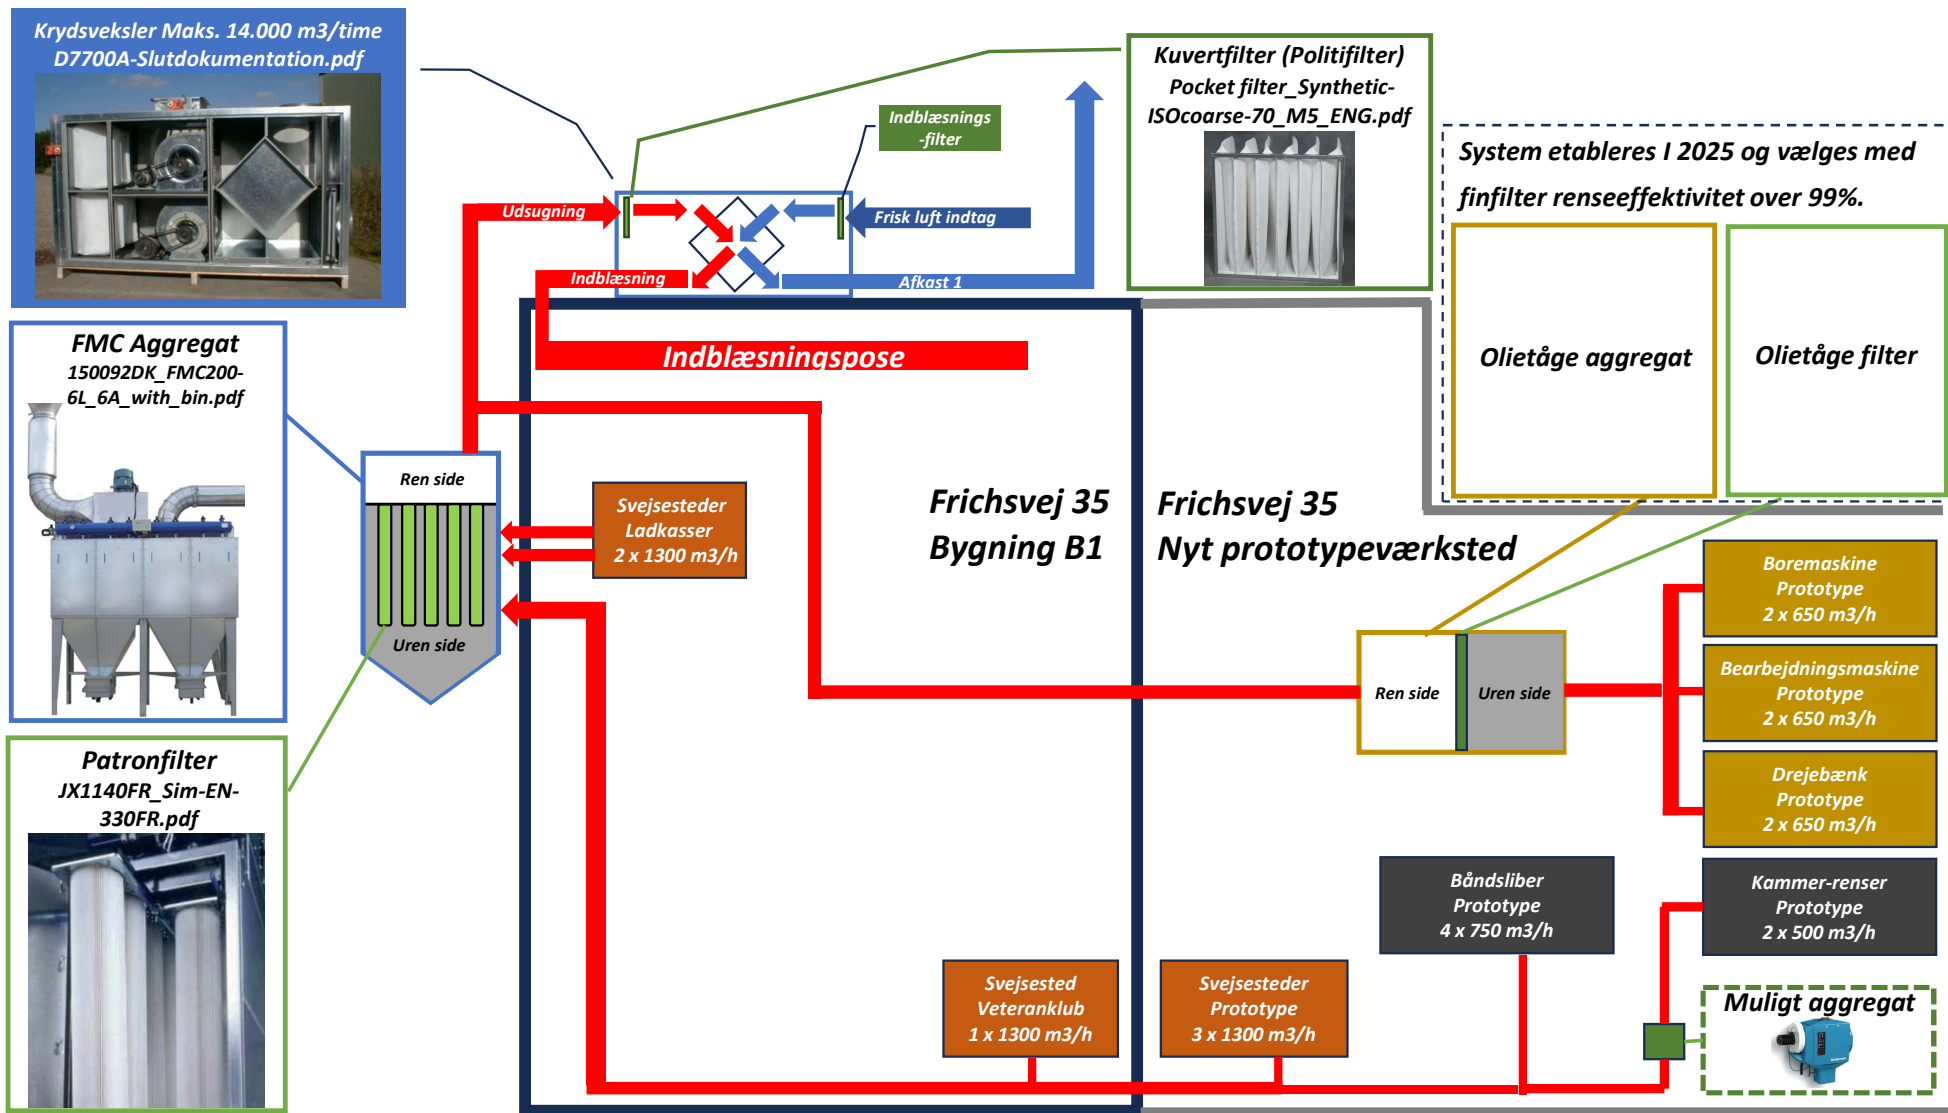 Krydsveksler Maks. 14.000 m3/time
D7700A-Slutdokumentation.pdf
Kuvertfilter (Politifilter)
Pocket filter_Synthetic-
ISOcoarse-70_M5_ENG.pdf
Indblæsnings
-filter
System etableres I 2025 og vælges med
finfilter renseeffektivitet over 99%.
Udsugning
Frisk luft indtag
Indblæsning
Afkast 1
Olietåge aggregat
Olietåge filter
FMC Aggregat
150092DK_FMC200-
6L_6A_with_bin.pdf
Indblæsningspose
Ren side
Uren side
Svejsesteder
Ladkasser
2 x 1300 m3/h
Frichsvej 35
Bygning B1
Frichsvej 35
Nyt prototypeværksted
Boremaskine
Prototype
2 x 650 m3/h
Ren side
Uren side
Bearbejdningsmaskine
Prototype
2 x 650 m3/h
Patronfilter
JX1140FR_Sim-EN-
330FR.pdf
Drejebænk
Prototype
2 x 650 m3/h
Båndsliber
Prototype
4 x 750 m3/h
Kammer-renser
Prototype
2 x 500 m3/h
Svejsested
Veteranklub
1 x 1300 m3/h
Svejsesteder
Prototype
3 x 1300 m3/h
Muligt aggregat